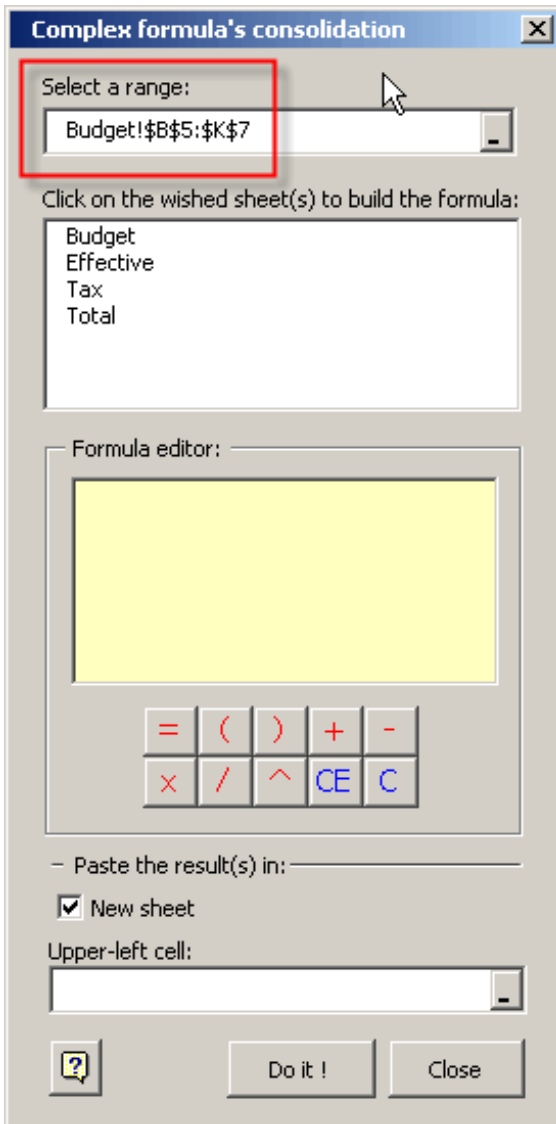 Complex formula's consolidation
Select a range:
Budget!$B$5:$K$7
Click on the wished sheet(s) to build the formula:
Budget
Effective
Tax
Total
Formula editor:
= ( ) + -
x / ^ CE C
Paste the result(s) in:
New sheet
Upper-left cell:
? Do it ! Close